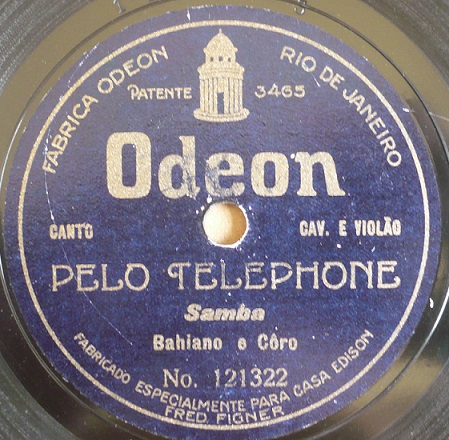 FÁBRICA ODEON RIO DE JANEIRO
PATENTE 3465
Odeon
CANTO CAV. E VIOLÃO
PELO TELEPHONE
Samba
Bahiano e Côro
No. 121322
FABRICADO ESPECIALMENTE PARA CASA EDISON
FRED FIGNER